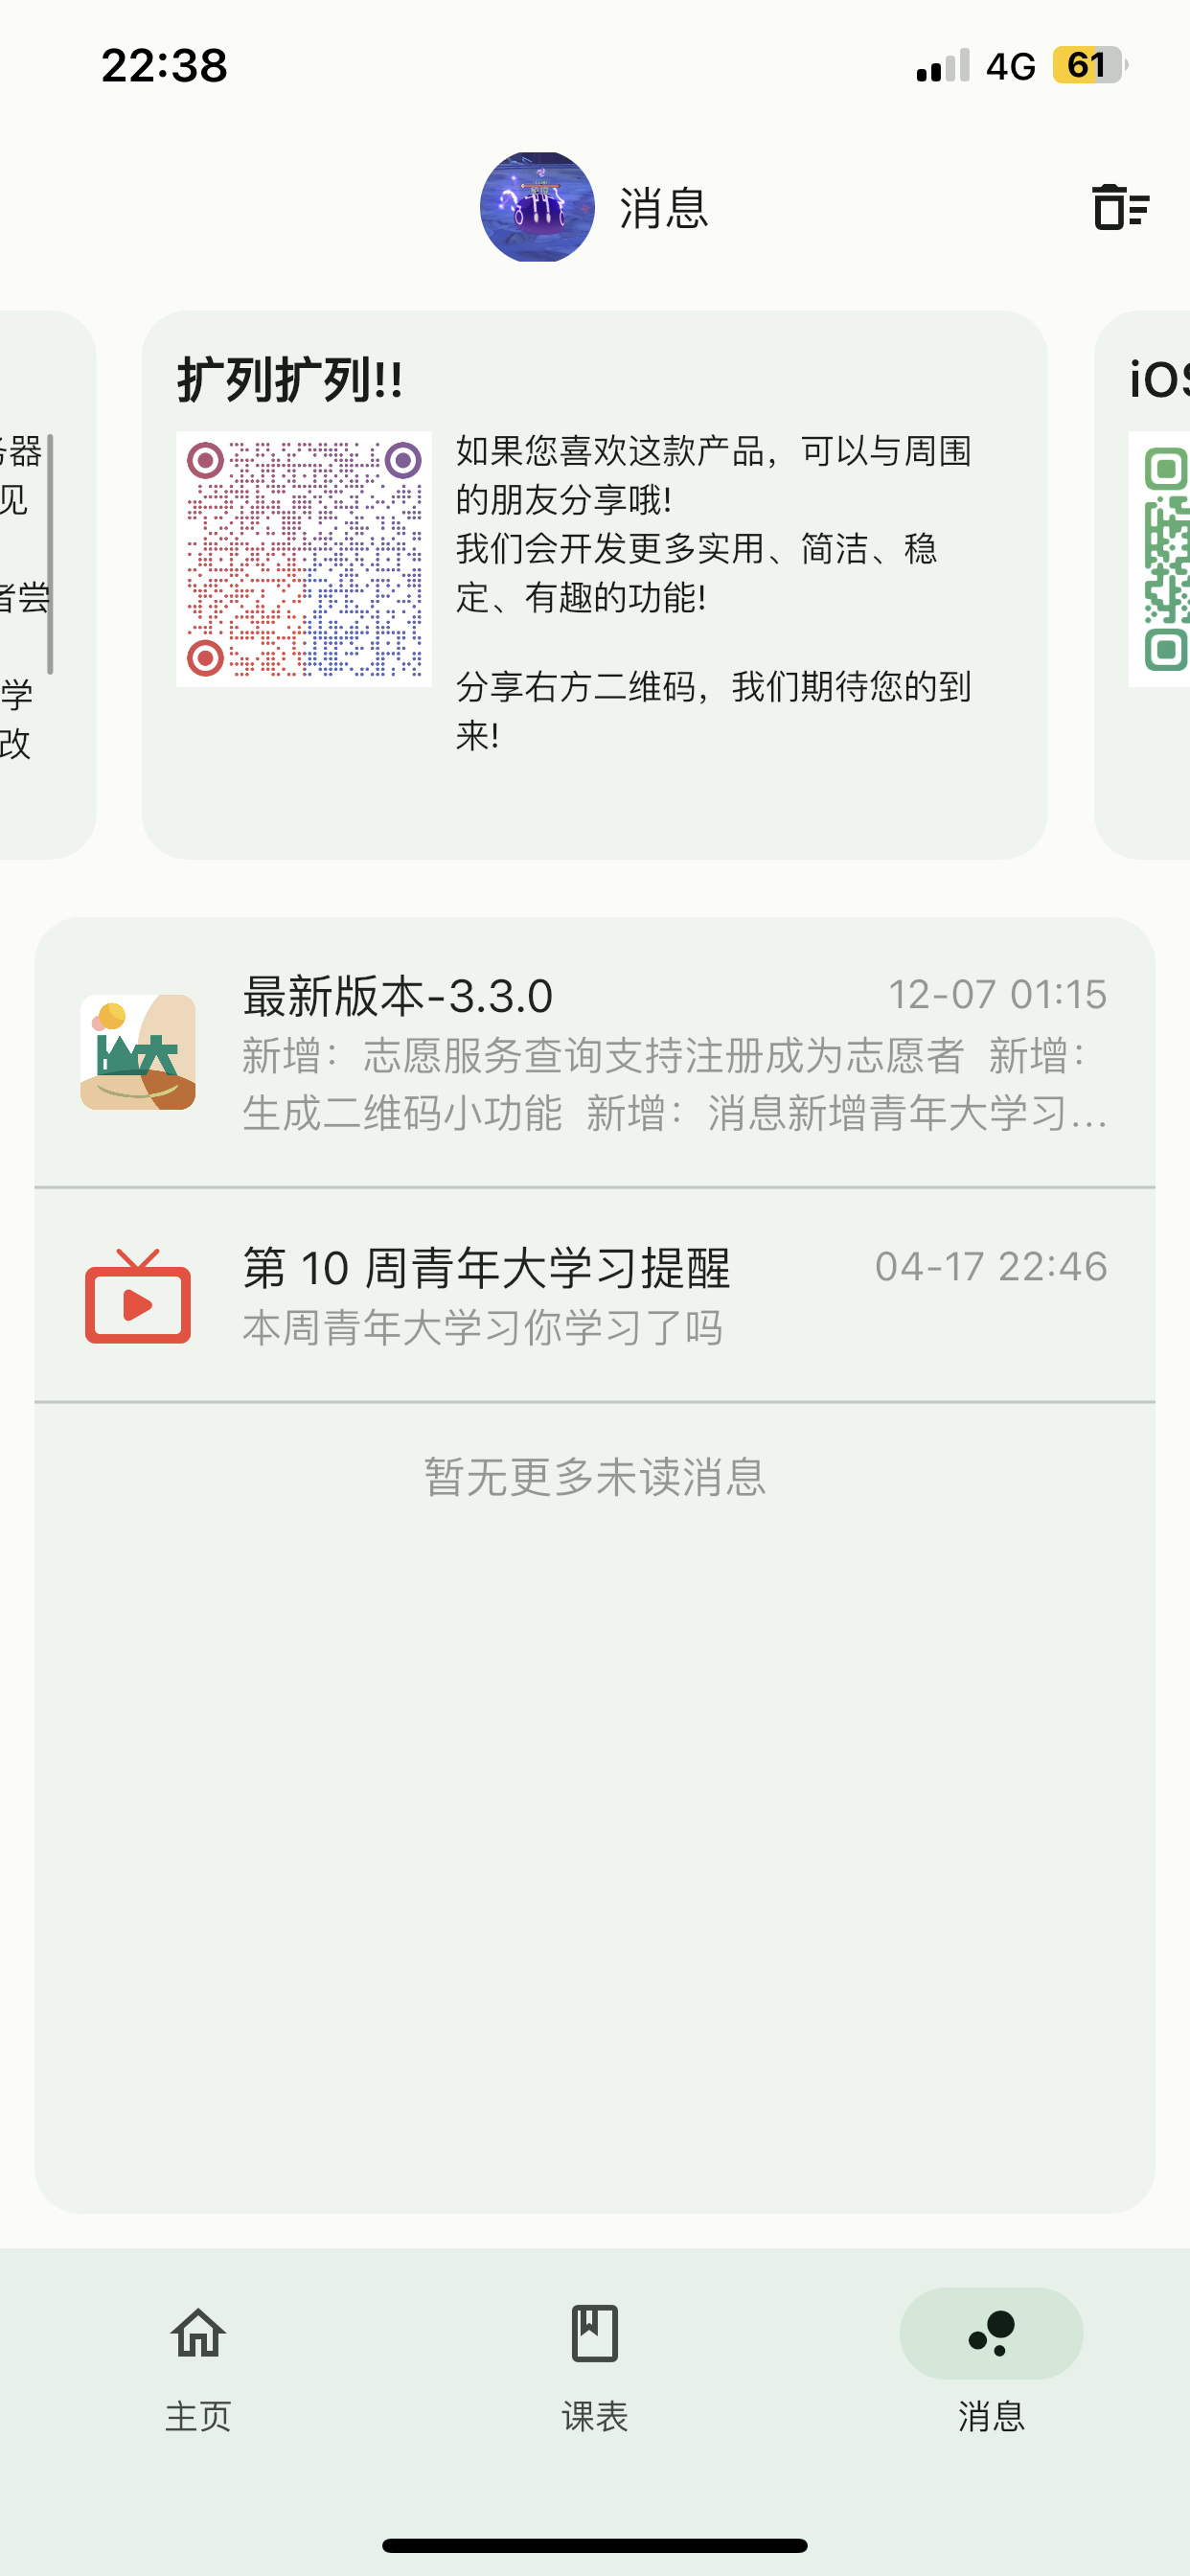 22:38
4G
61
消息
扩列扩列!!
iOS
务器
见
者尝
学
改
如果您喜欢这款产品，可以与周围
的朋友分享哦!
我们会开发更多实用、简洁、稳
定、有趣的功能!
分享右方二维码，我们期待您的到
来!
山大
最新版本-3.3.0
12-07 01:15
新增：志愿服务查询支持注册成为志愿者 新增：
生成二维码小功能 新增：消息新增青年大学习...
第 10 周青年大学习提醒
04-17 22:46
本周青年大学习你学习了吗
暂无更多未读消息
主页
课表
消息